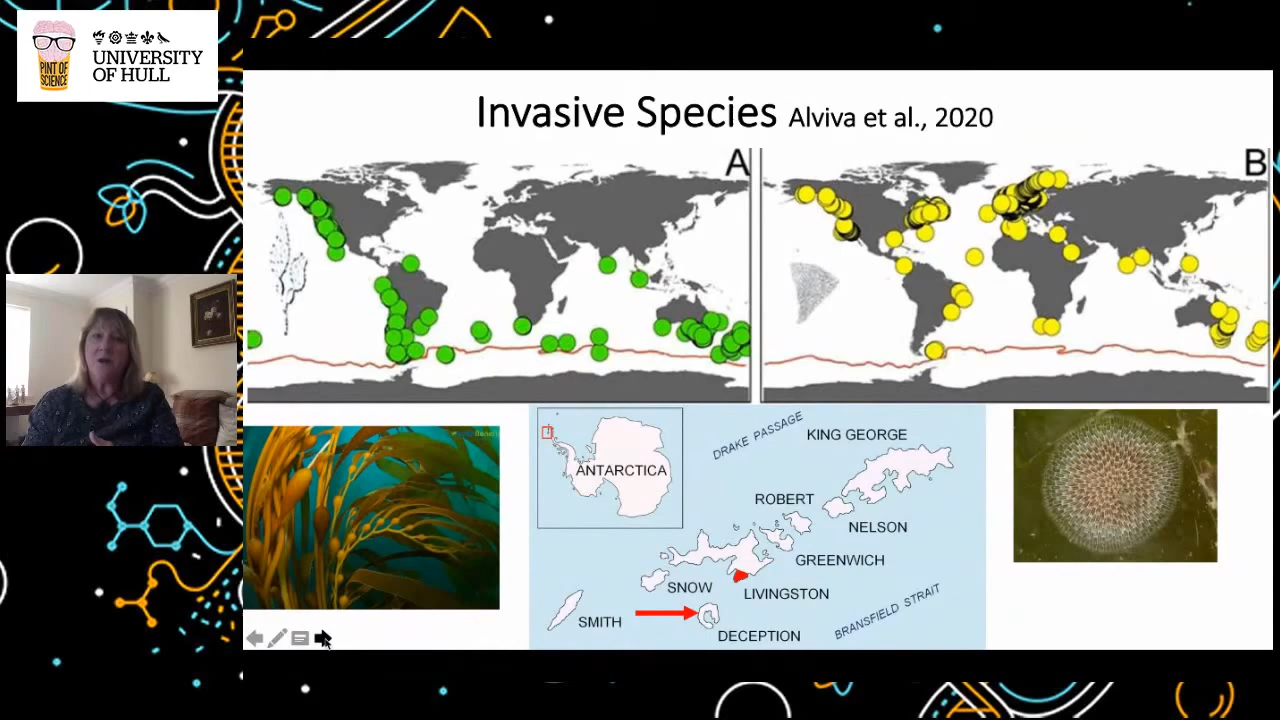 PINT OF
SCIENCE
UNIVERSITY
OF HULL
Invasive Species Alviva et al., 2020
A
B
ANTARCTICA
DRAKE PASSAGE
KING GEORGE
ROBERT
NELSON
GREENWICH
SNOW
LIVINGSTON
SMITH
DECEPTION
BRANSFIELD STRAIT